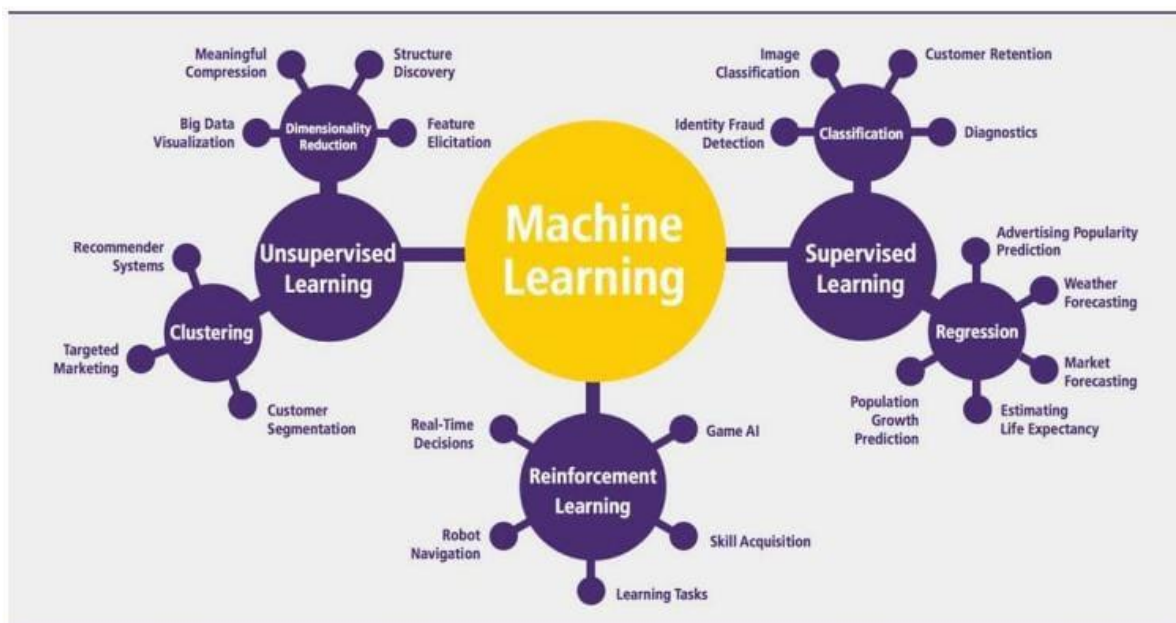 Meaningful
Compression
Structure
Discovery
Big Data
Visualization
Dimensionality
Reduction
Feature
Elicitation
Image
Classification
Customer Retention
Identity Fraud
Detection
Classification
Diagnostics
Machine
Learning
Unsupervised
Learning
Recommender
Systems
Clustering
Targeted
Marketing
Customer
Segmentation
Supervised
Learning
Advertising Popularity
Prediction
Weather
Forecasting
Regression
Market
Forecasting
Population
Growth
Prediction
Estimating
Life Expectancy
Real-Time
Decisions
Game AI
Reinforcement
Learning
Robot
Navigation
Skill Acquisition
Learning Tasks